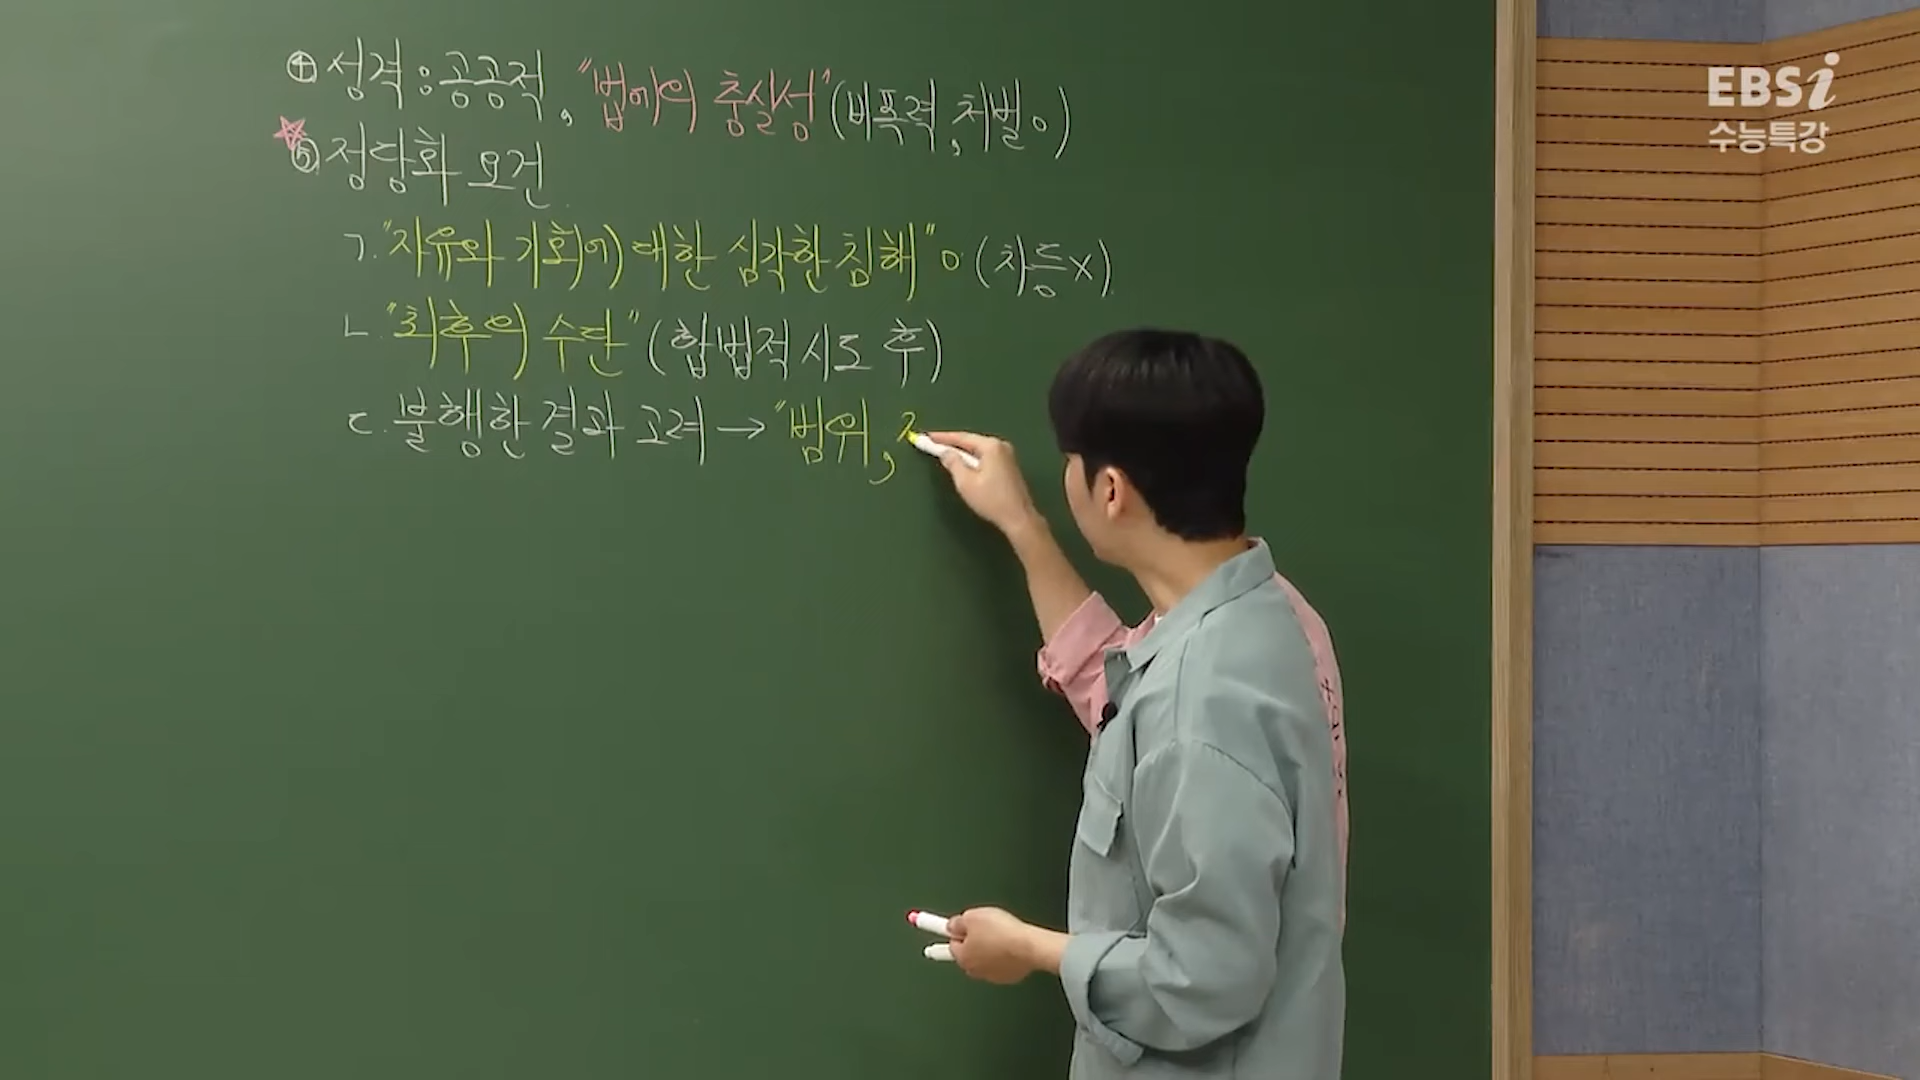 ④ 성격 : 공공적, "법에의 충실성" (비폭력, 처벌 o)
☆⑤ 정당화 요건
ㄱ. "자유와 기회에 대한 심각한 침해" o (차등x)
ㄴ. "최후의 수단" (합법적 시도 후)
ㄷ. 불행한 결과 고려 → "범위,
EBSi
수능특강